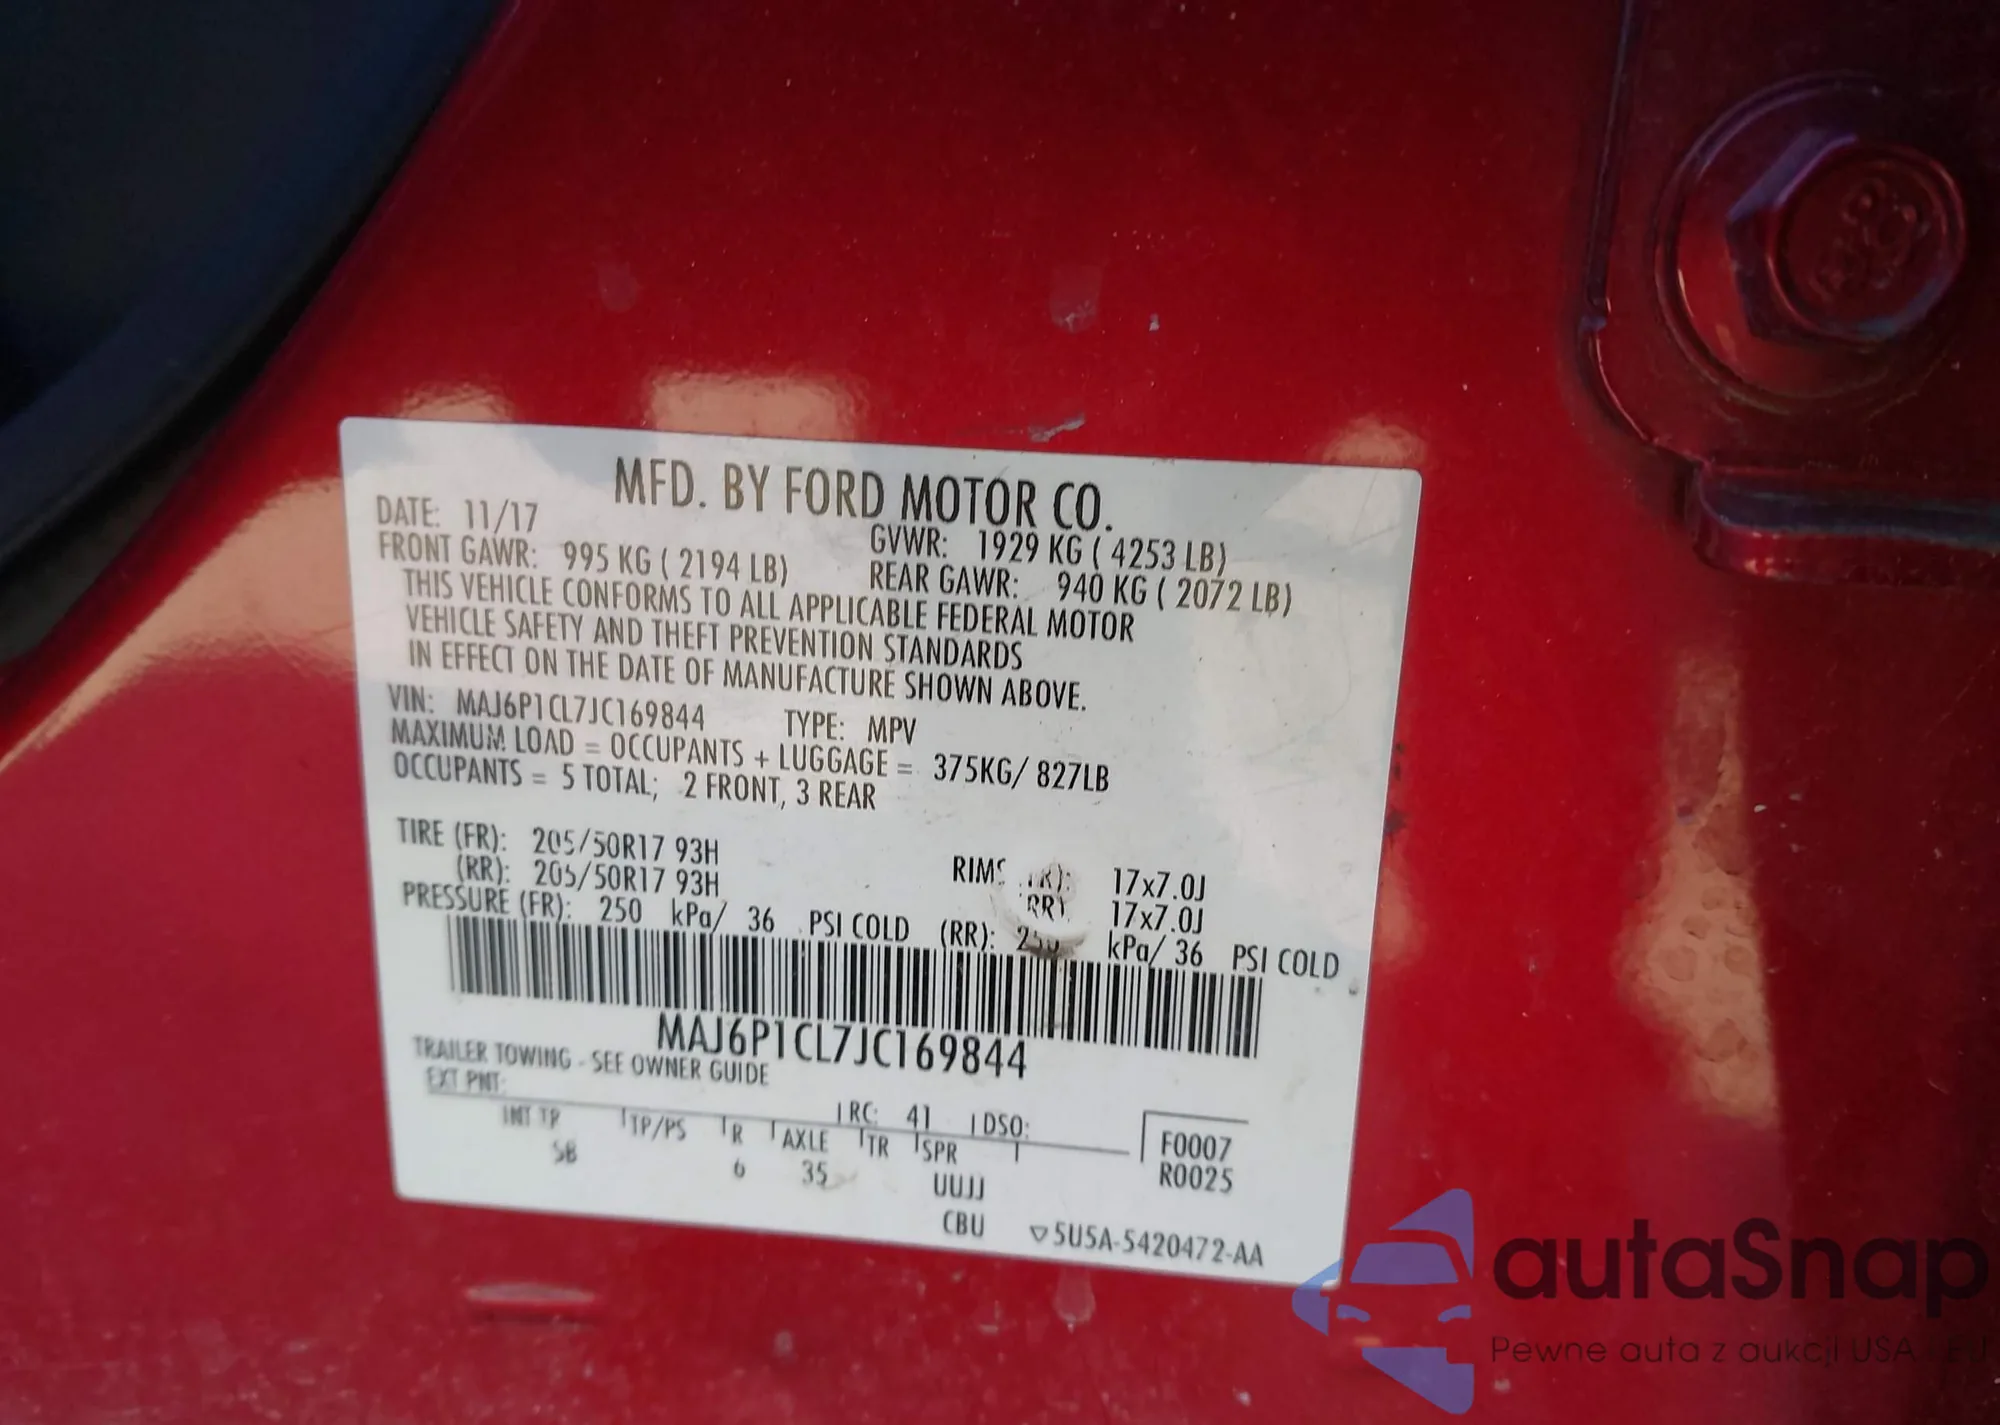 MFD. BY FORD MOTOR CO.
DATE: 11/17 GVWR: 1929 KG ( 4253 LB)
FRONT GAWR: 995 KG ( 2194 LB) REAR GAWR: 940 KG ( 2072 LB)
THIS VEHICLE CONFORMS TO ALL APPLICABLE FEDERAL MOTOR
VEHICLE SAFETY AND THEFT PREVENTION STANDARDS
IN EFFECT ON THE DATE OF MANUFACTURE SHOWN ABOVE.
VIN: MAJ6P1CL7JC169844 TYPE: MPV
MAXIMUM LOAD = OCCUPANTS + LUGGAGE = 375KG/ 827LB
OCCUPANTS = 5 TOTAL; 2 FRONT, 3 REAR
TIRE (FR): 205/50R17 93H RIMS 17x7.0J
(RR): 205/50R17 93H 17x7.0J
PRESSURE (FR): 250 kPa/ 36 PSI COLD (RR): 250 kPa/ 36 PSI COLD
MAJ6P1CL7JC169844
TRAILER TOWING - SEE OWNER GUIDE
EXT PNT: RC: 41 DSO:
INT TR TP/PS R AXLE TR SPR F0007
6 35 UUJJ R0025
CBU ▽5U5A-5420472-AA
autaSnap
Pewne auta z aukcji USA - EU